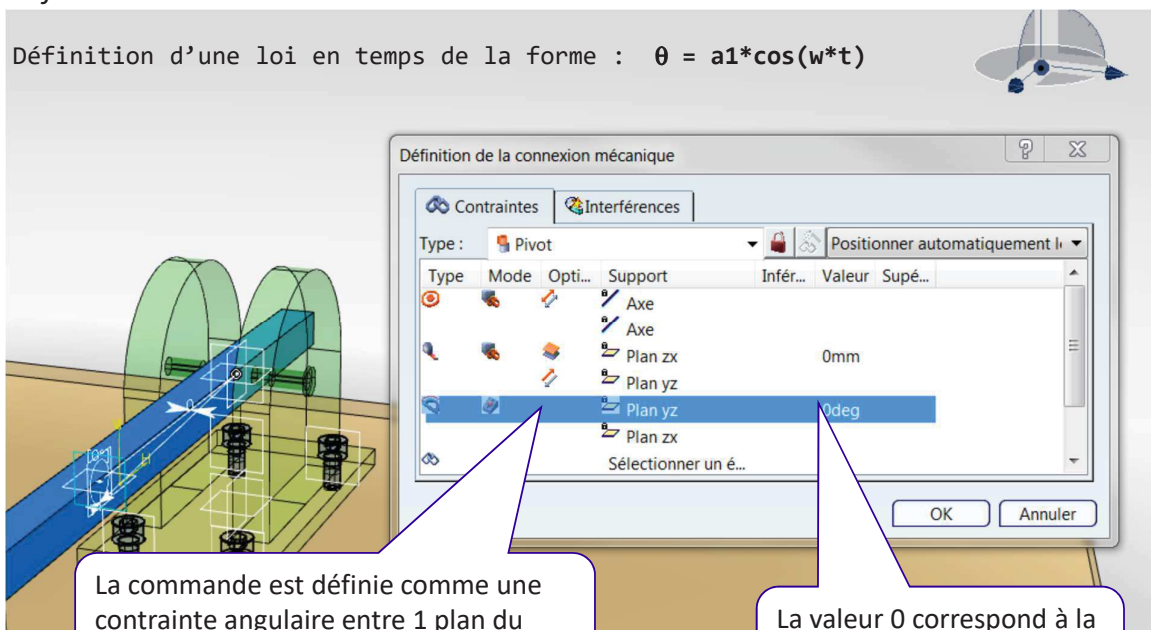 Définition d’une loi en temps de la forme : θ = a1*cos(w*t)
Définition de la connexion mécanique
Contraintes Interférences
Type : Pivot Positionner automatiquement l
Type Mode Opti... Support Infér... Valeur Supé...
Axe
Axe
Plan zx 0mm
Plan yz
Plan yz 0deg
Plan zx
Sélectionner un é...
OK Annuler
La commande est définie comme une
contrainte angulaire entre 1 plan du
La valeur 0 correspond à la